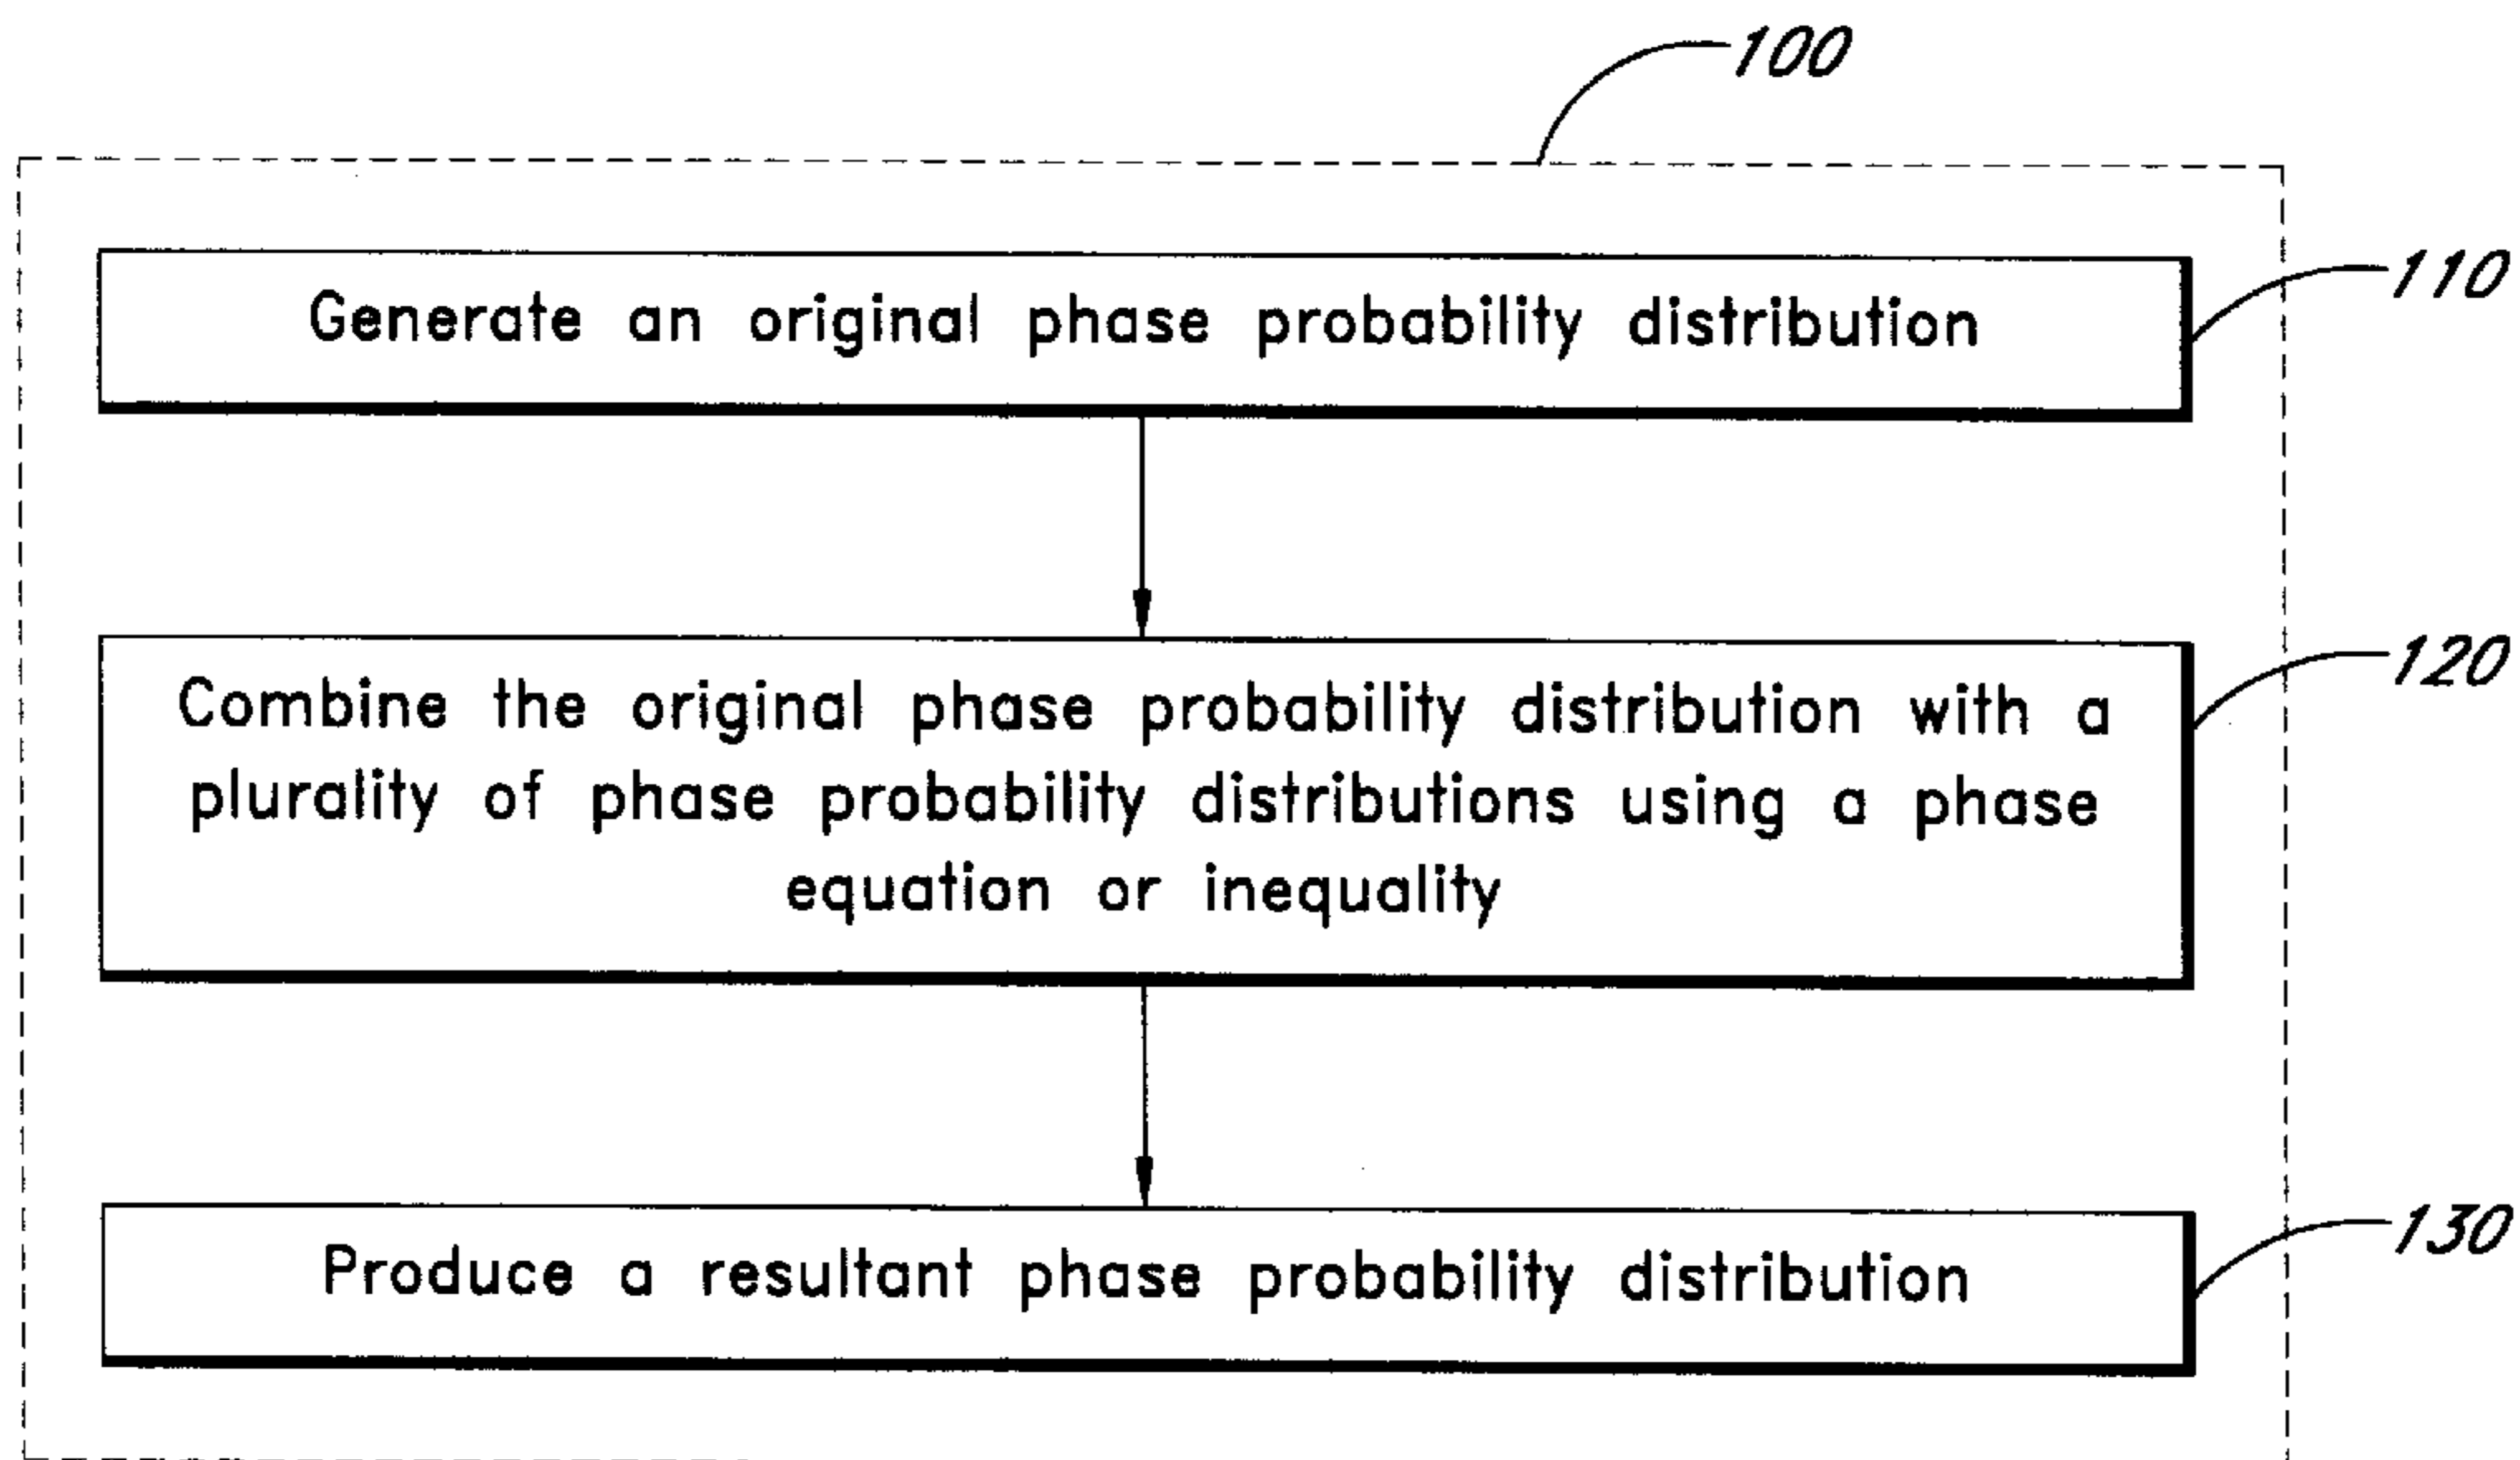 100
110
Generate an original phase probability distribution
120
Combine the original phase probability distribution with a
plurality of phase probability distributions using a phase
equation or inequality
130
Produce a resultant phase probability distribution